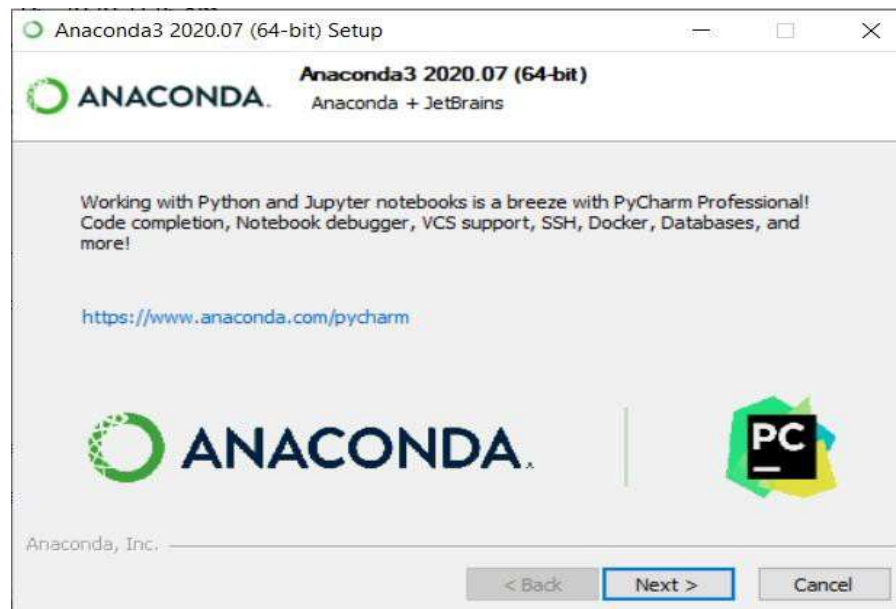 Anaconda3 2020.07 (64-bit) Setup
ANACONDA.
Anaconda3 2020.07 (64-bit)
Anaconda + JetBrains
Working with Python and Jupyter notebooks is a breeze with PyCharm Professional!
Code completion, Notebook debugger, VCS support, SSH, Docker, Databases, and
more!
https://www.anaconda.com/pycharm
ANACONDA.
PC
Anaconda, Inc.
< Back
Next >
Cancel